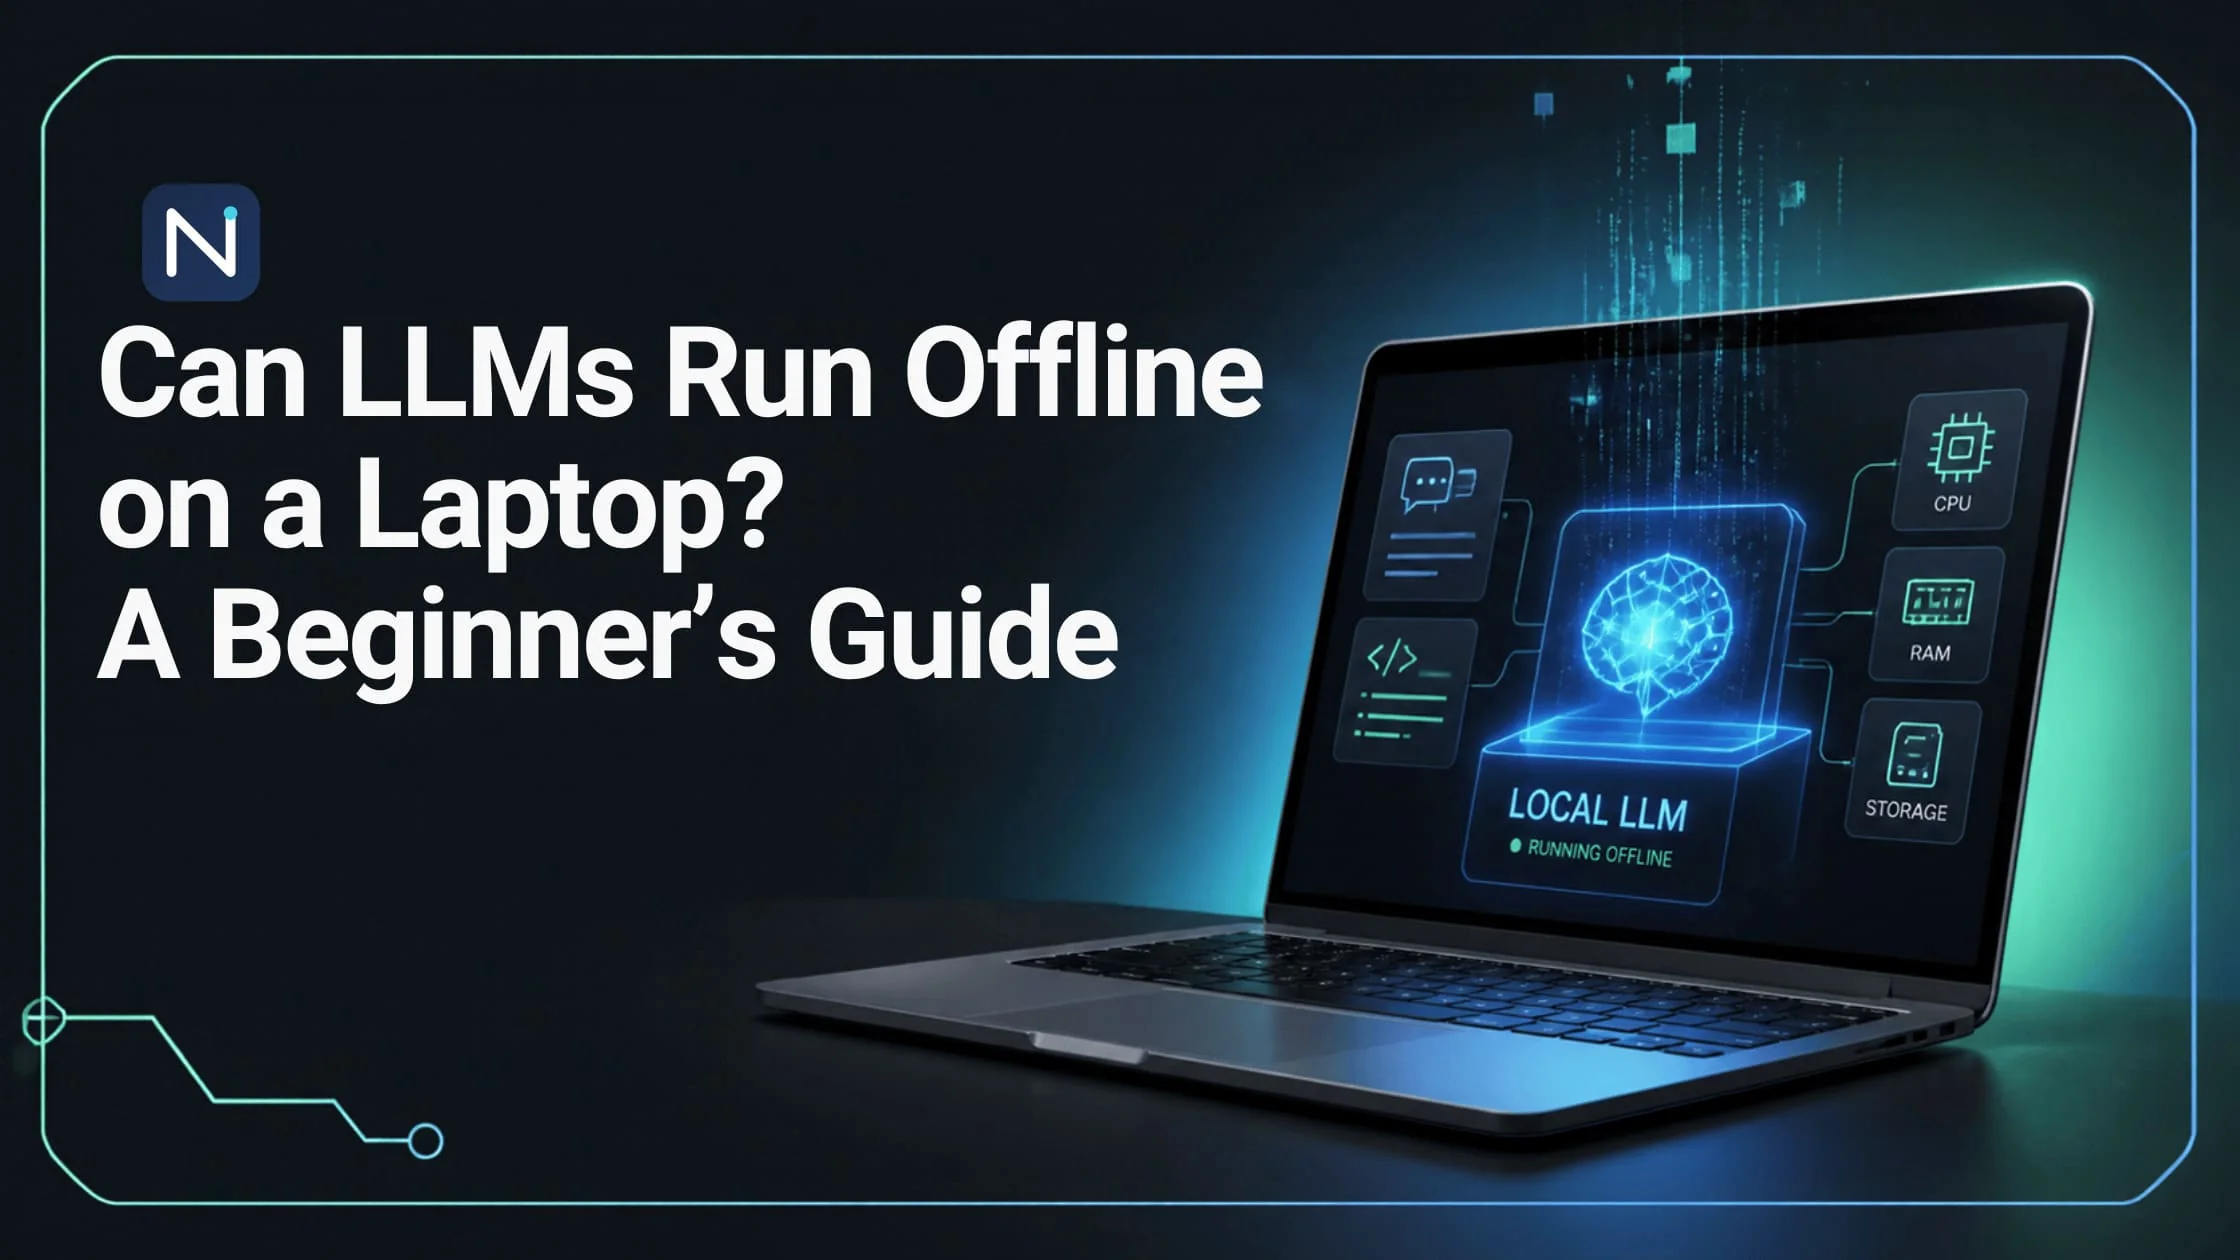 N
Can LLMs Run Offline
on a Laptop?
A Beginner’s Guide
CPU
RAM
STORAGE
</>
LOCAL LLM
RUNNING OFFLINE